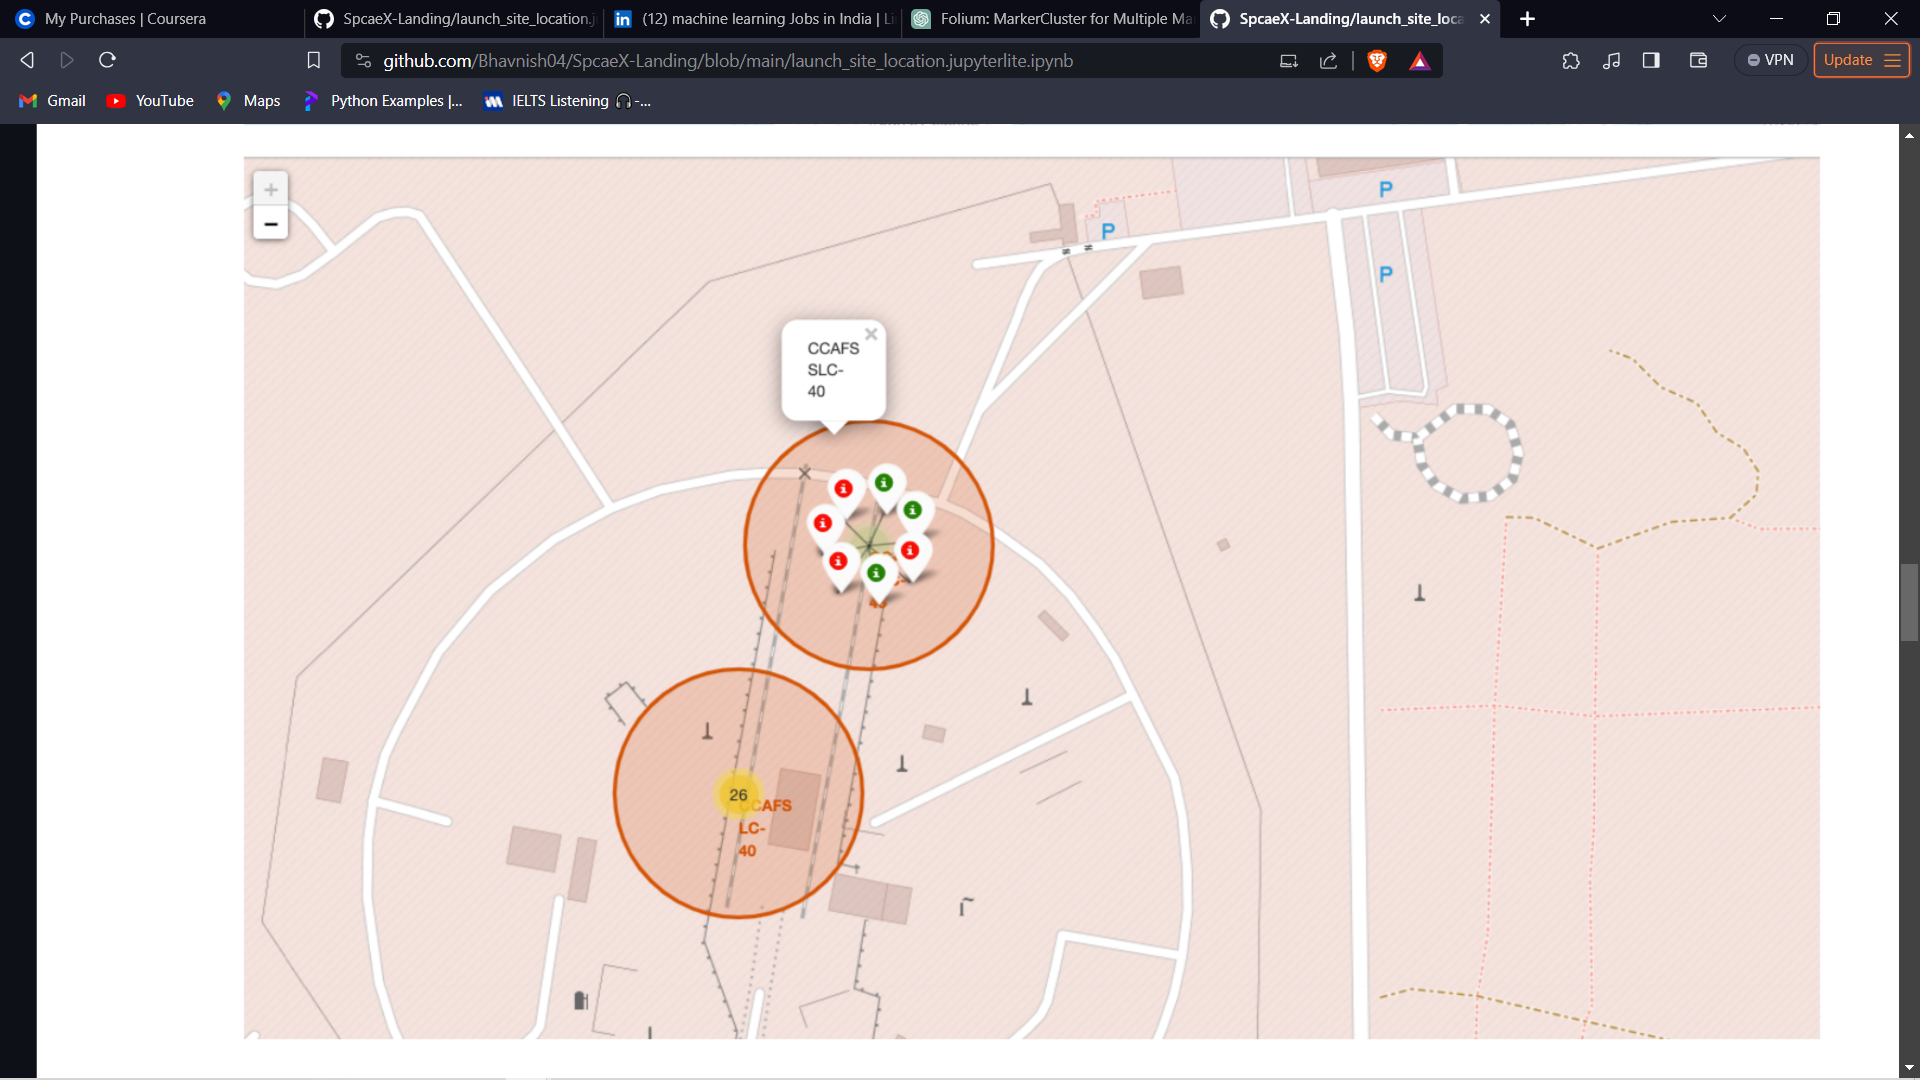 My Purchases | Coursera
SpcaeX-Landing/launch_site_location.j
(12) machine learning Jobs in India | Li
Folium: MarkerCluster for Multiple Ma
SpcaeX-Landing/launch_site_loca
github.com/Bhavnish04/SpcaeX-Landing/blob/main/launch_site_location.jupyterlite.ipynb
VPN
Update
Gmail
YouTube
Maps
Python Examples |...
IELTS Listening 🎧-...
+
−
P
P
P
CCAFS
SLC-
40
×
40
26
CCAFS
LC-
40